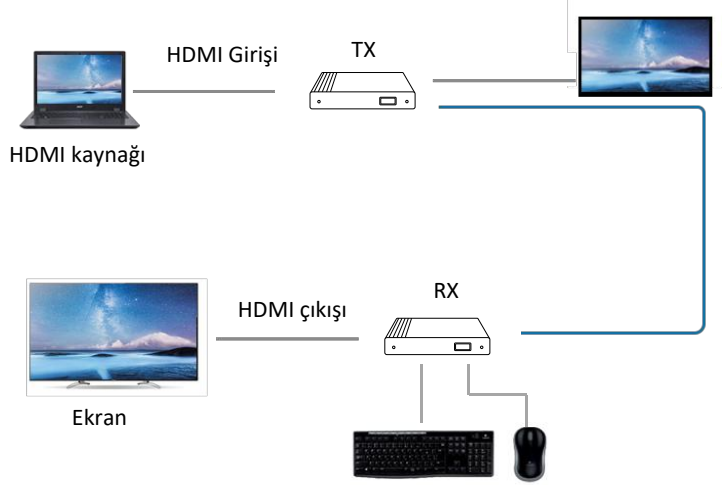 HDMI Girişi
TX
HDMI kaynağı
RX
HDMI çıkışı
Ekran